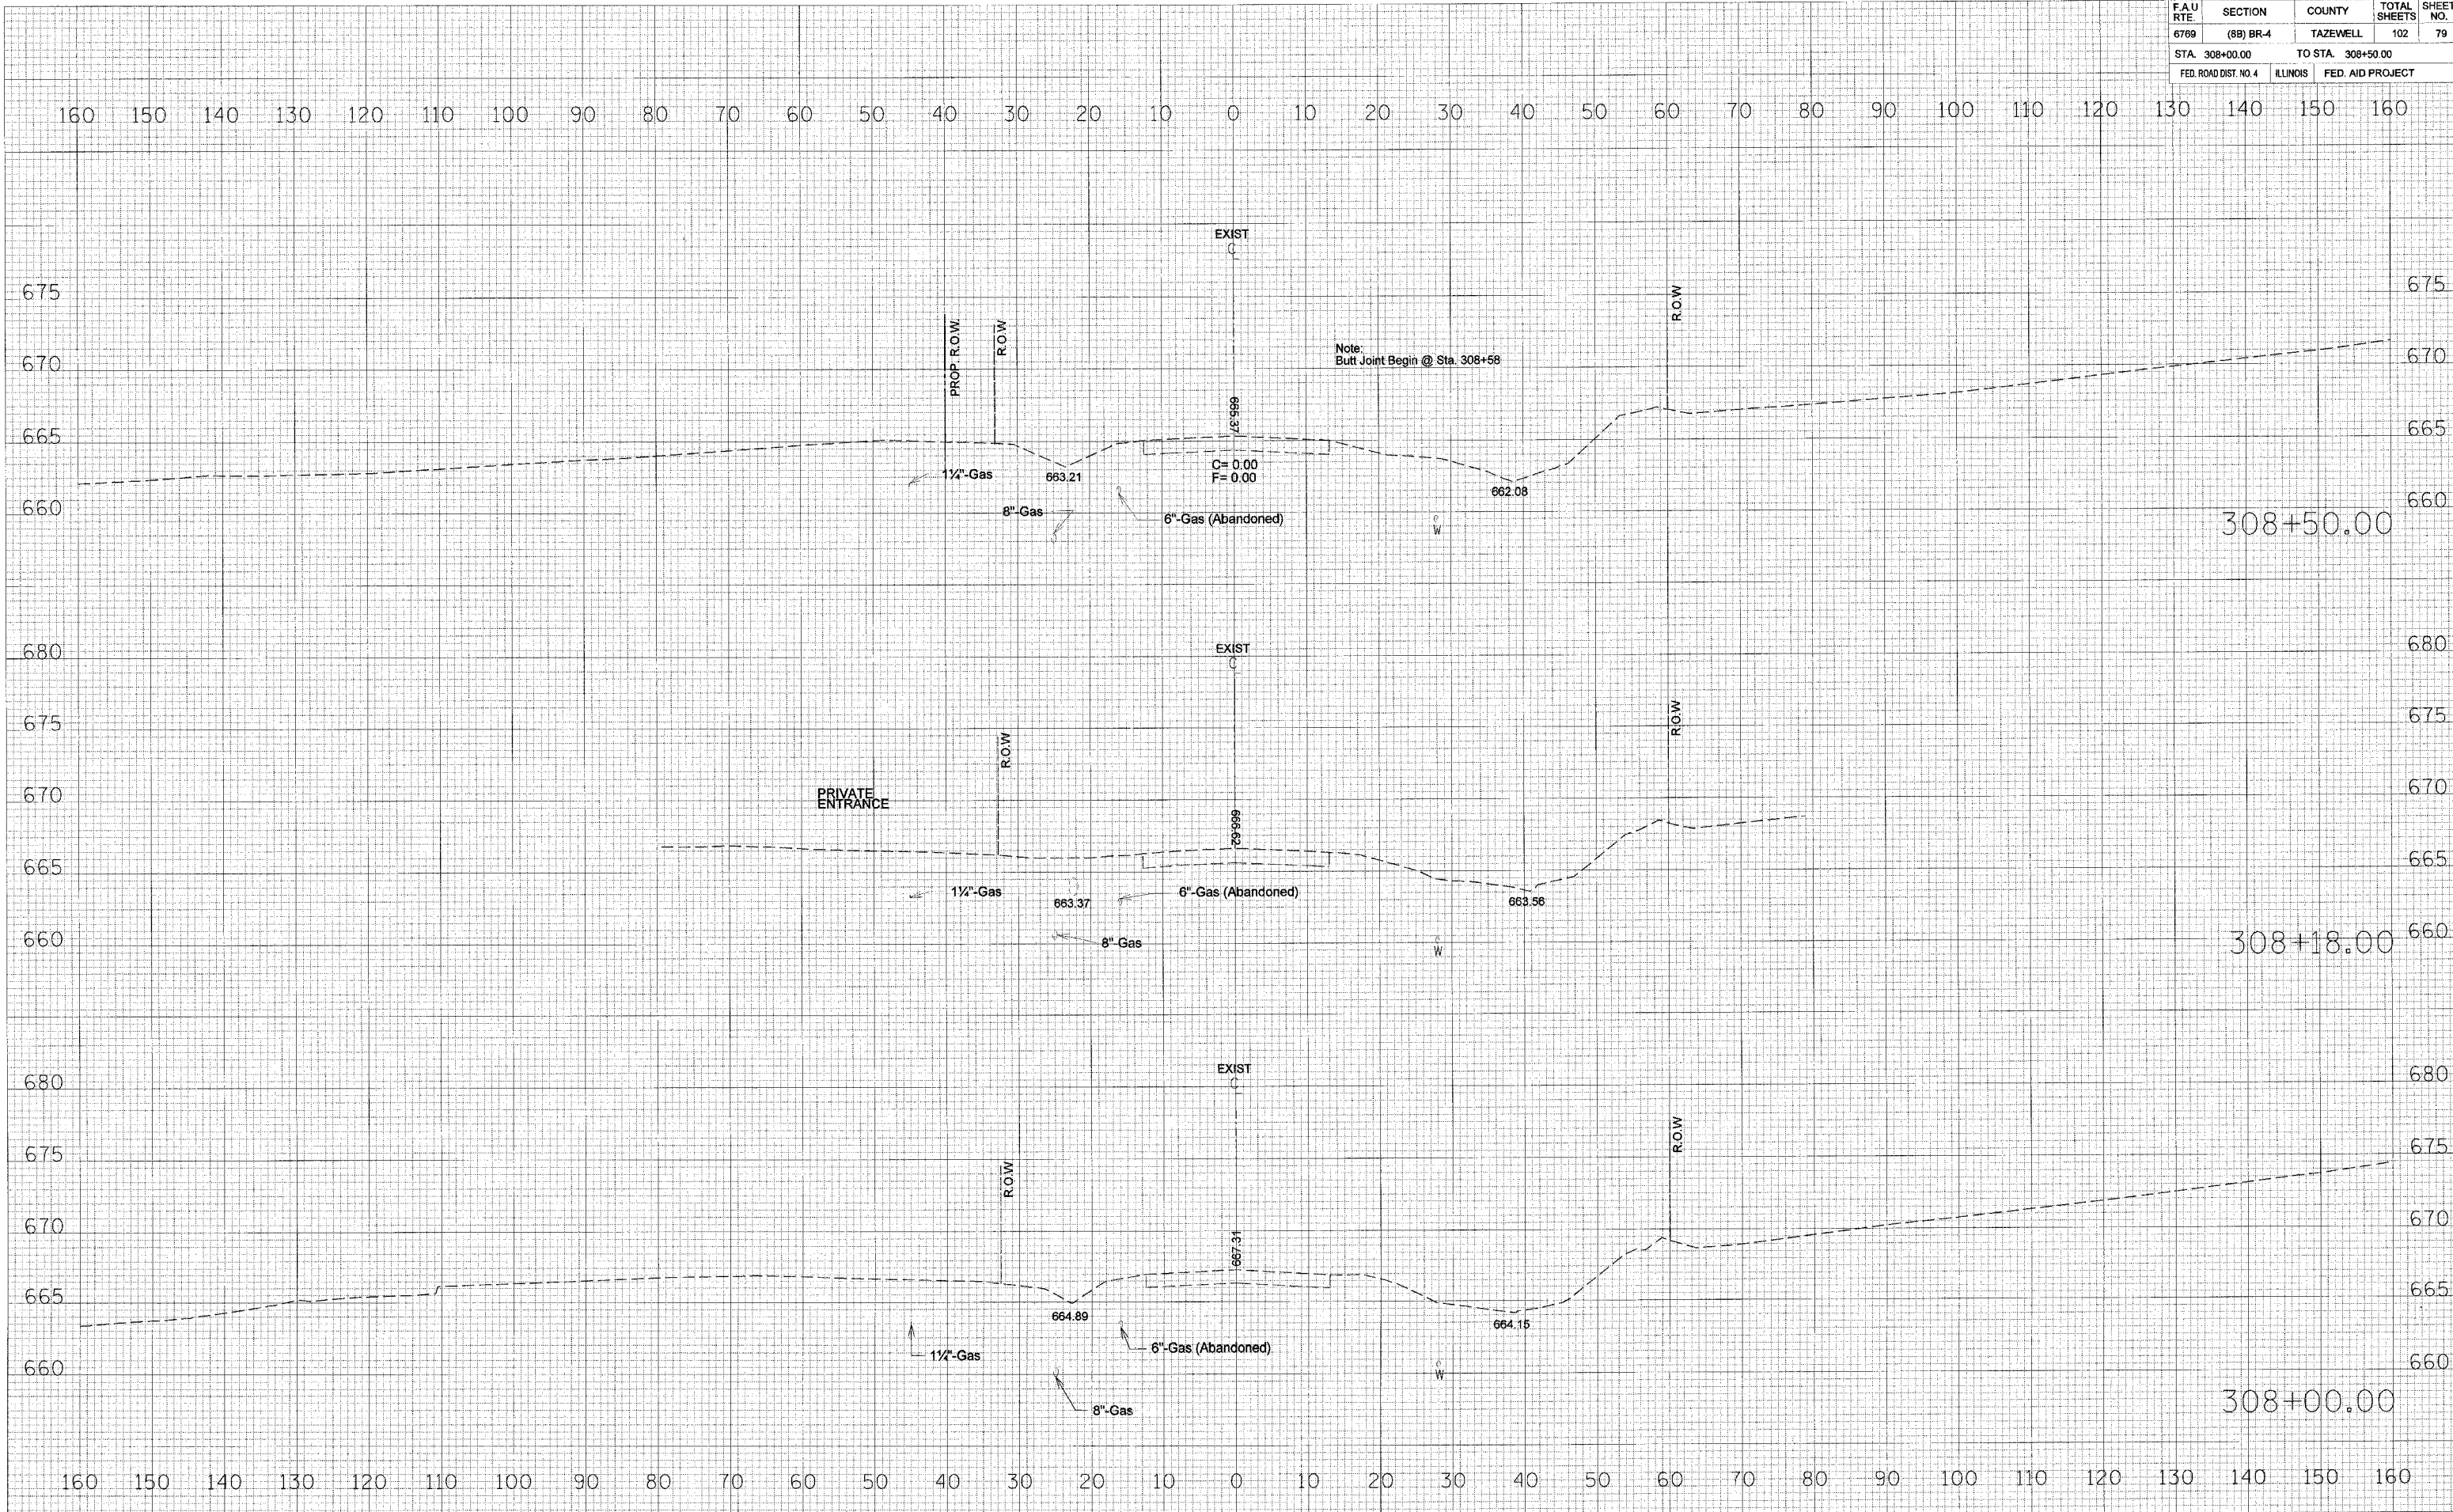 F.A.U RTE. SECTION COUNTY TOTAL SHEETS SHEET NO.
6769 (8B) BR-4 TAZEWELL 102 79
STA. 308+00.00 TO STA. 308+50.00
FED. ROAD DIST. NO. 4 ILLINOIS FED. AID PROJECT
160 150 140 130 120 110 100 90 80 70 60 50 40 30 20 10 0 10 20 30 40 50 60 70 80 90 100 110 120 130 140 150 160
EXIST
℄
675 675
PROP. R.O.W.
R.O.W
R.O.W
Note:
Butt Joint Begin @ Sta. 308+58
670 670
665.37
665 665
C= 0.00
F= 0.00
1¼"-Gas
663.21
662.08
660 660
8"-Gas
6"-Gas (Abandoned)
W
308+50.00
680 680
EXIST
℄
675 675
R.O.W
R.O.W
670 670
PRIVATE
ENTRANCE
666.62
665 665
1¼"-Gas
663.37
6"-Gas (Abandoned)
663.56
660 660
8"-Gas
W
308+18.00
680 680
EXIST
℄
675 675
R.O.W
R.O.W
670 670
667.31
665 665
664.89
664.15
1¼"-Gas
6"-Gas (Abandoned)
660 660
W
8"-Gas
308+00.00
160 150 140 130 120 110 100 90 80 70 60 50 40 30 20 10 0 10 20 30 40 50 60 70 80 90 100 110 120 130 140 150 160